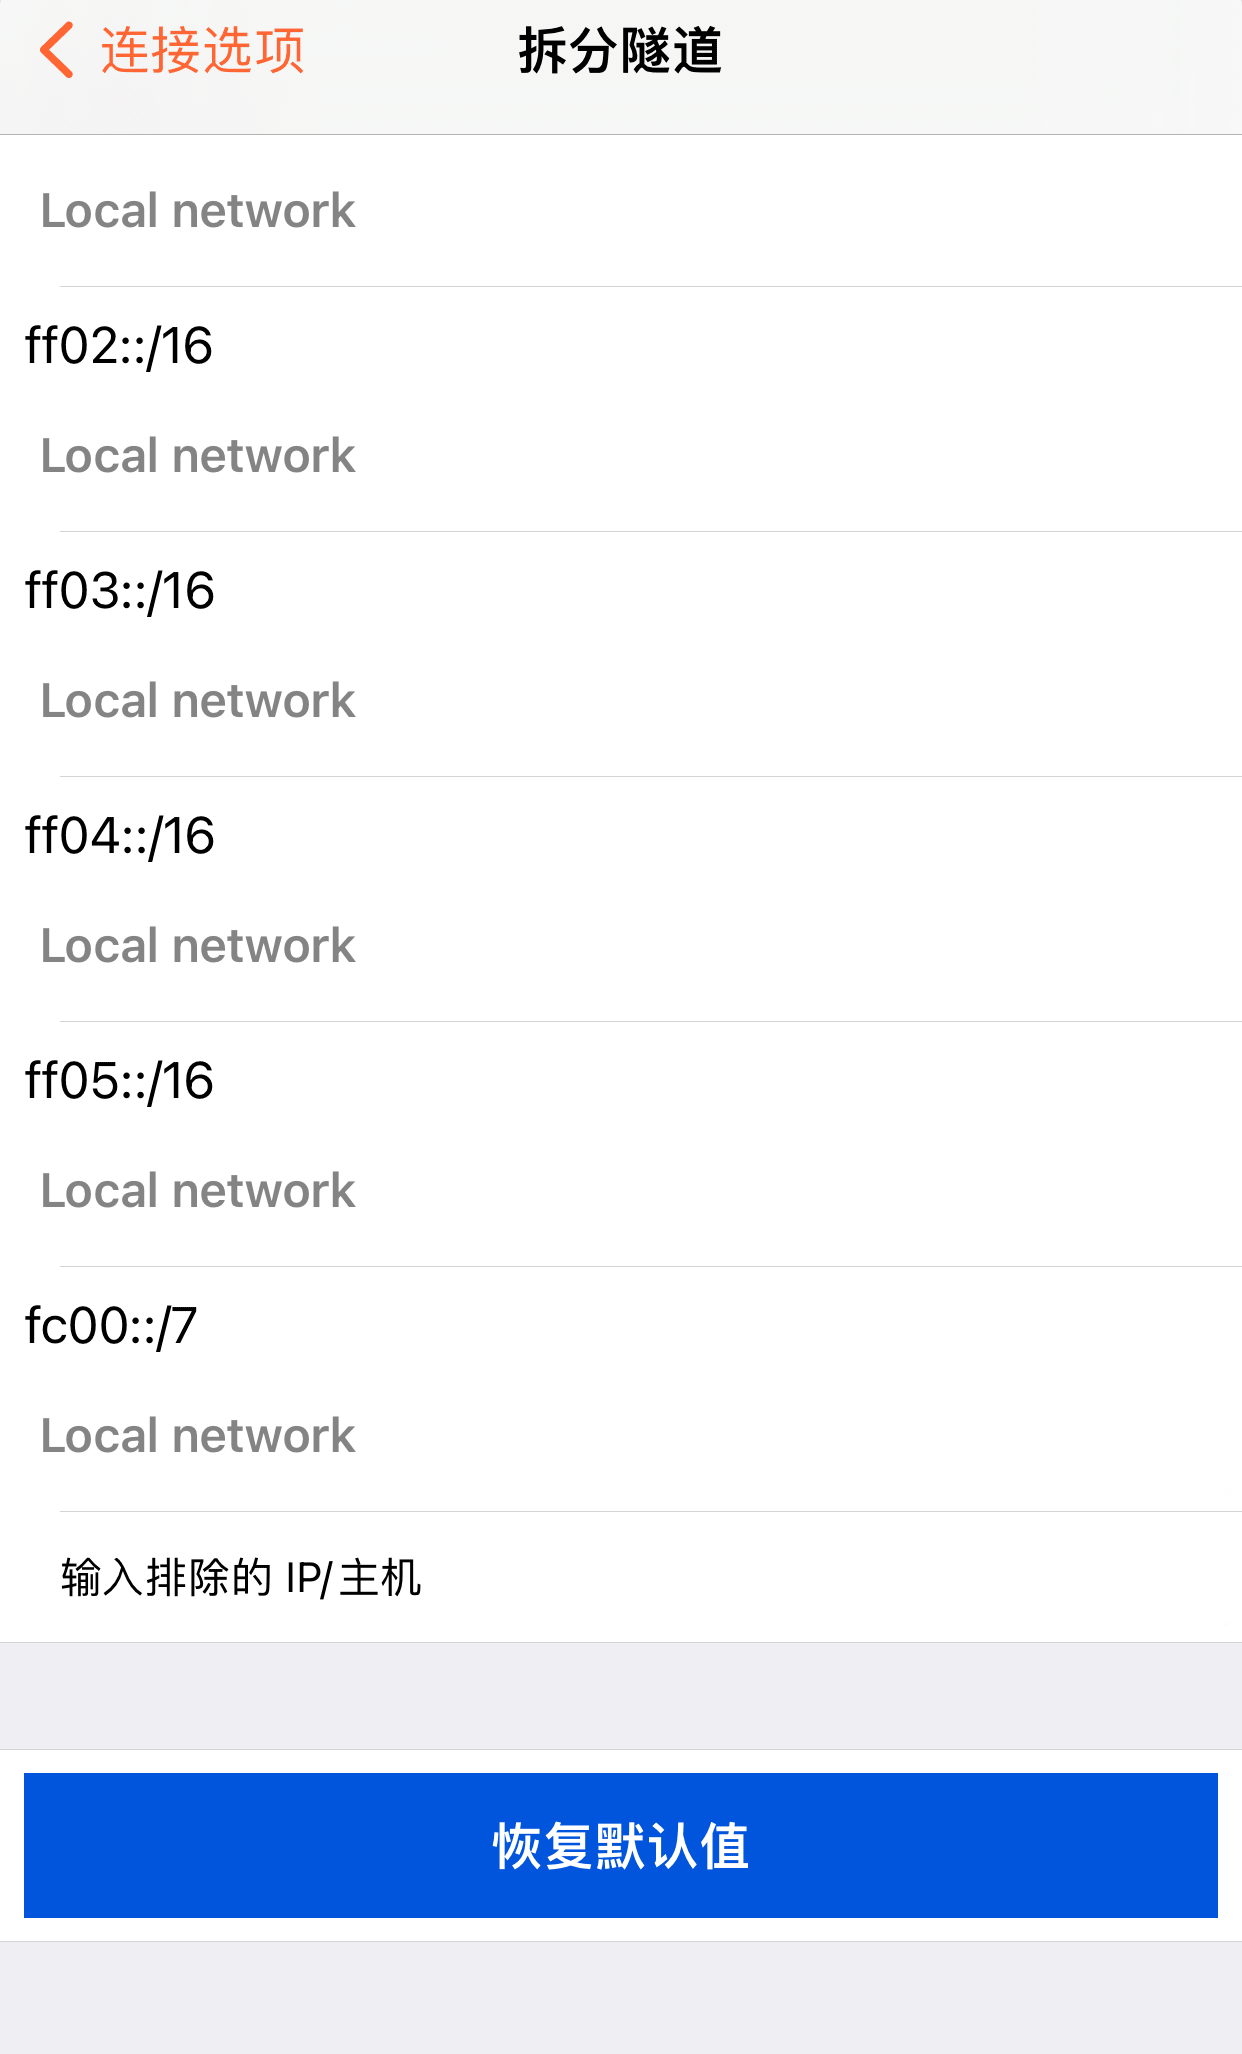 连接选项
拆分隧道
Local network
ff02::/16
Local network
ff03::/16
Local network
ff04::/16
Local network
ff05::/16
Local network
fc00::/7
Local network
输入排除的 IP/主机
恢复默认值